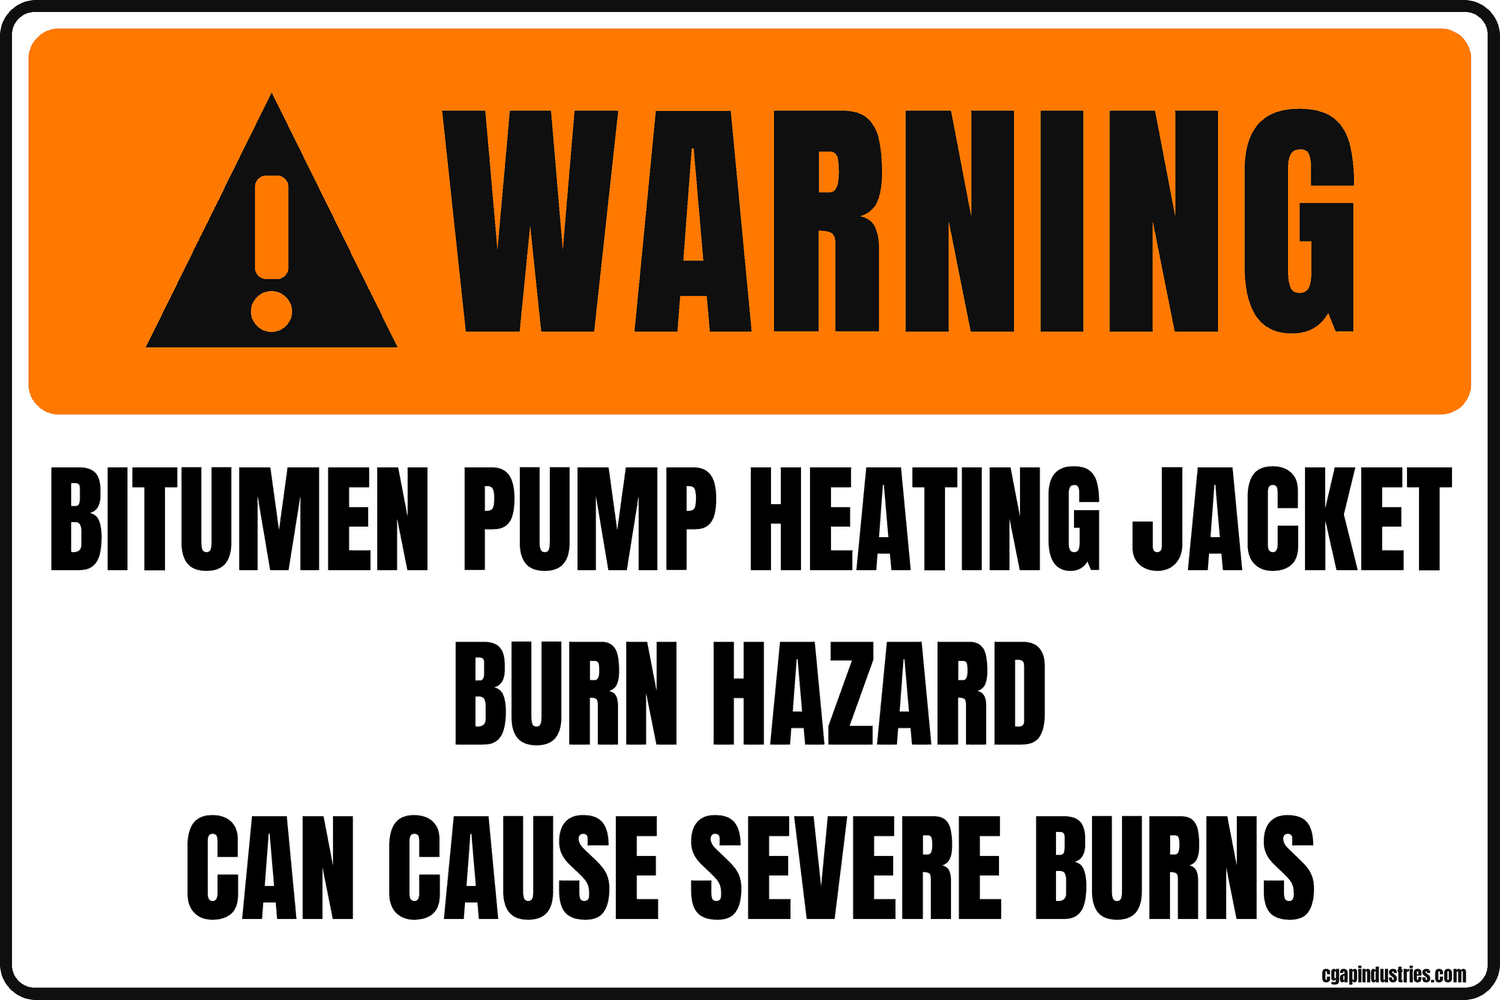 WARNING
BITUMEN PUMP HEATING JACKET
BURN HAZARD
CAN CAUSE SEVERE BURNS
cgapindustries.com